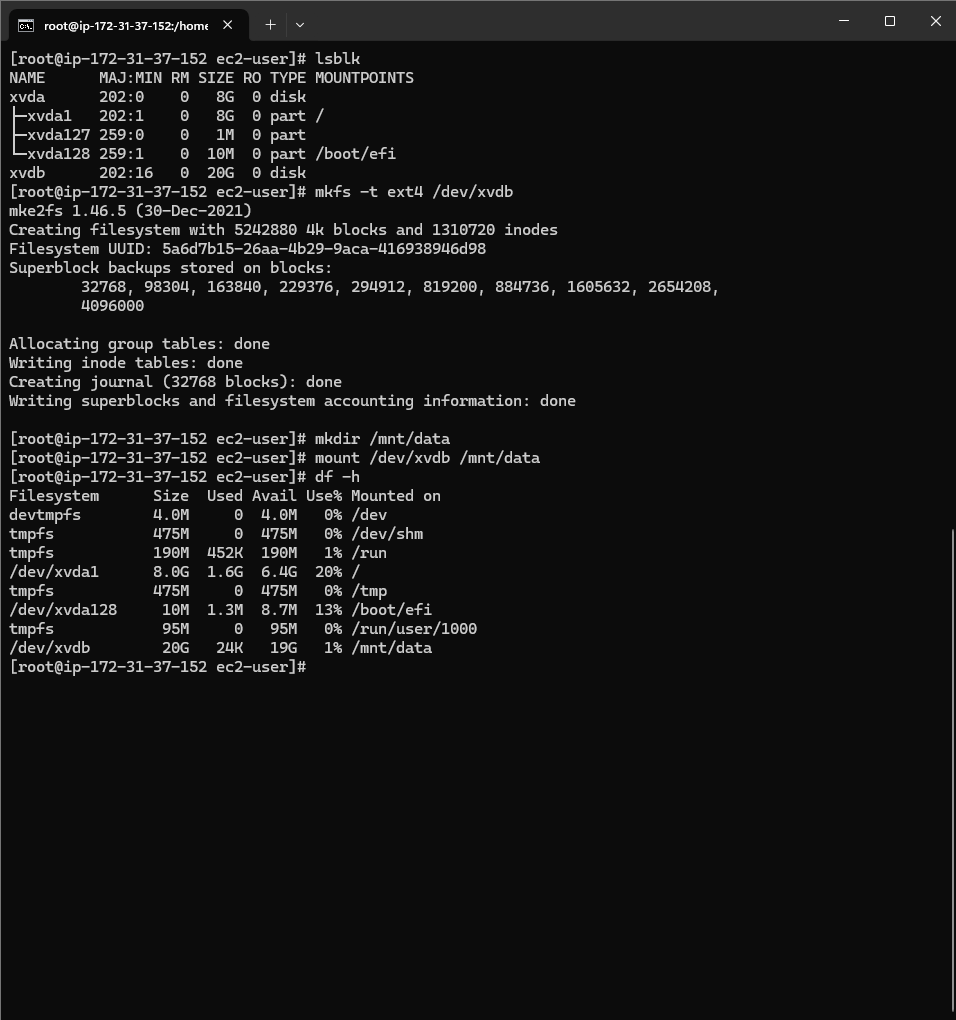 root@ip-172-31-37-152:/home
[root@ip-172-31-37-152 ec2-user]# lsblk
NAME      MAJ:MIN RM SIZE RO TYPE MOUNTPOINTS
xvda      202:0    0   8G  0 disk
├─xvda1   202:1    0   8G  0 part /
├─xvda127 259:0    0   1M  0 part
└─xvda128 259:1    0  10M  0 part /boot/efi
xvdb      202:16   0  20G  0 disk
[root@ip-172-31-37-152 ec2-user]# mkfs -t ext4 /dev/xvdb
mke2fs 1.46.5 (30-Dec-2021)
Creating filesystem with 5242880 4k blocks and 1310720 inodes
Filesystem UUID: 5a6d7b15-26aa-4b29-9aca-416938946d98
Superblock backups stored on blocks:
        32768, 98304, 163840, 229376, 294912, 819200, 884736, 1605632, 2654208,
        4096000
Allocating group tables: done
Writing inode tables: done
Creating journal (32768 blocks): done
Writing superblocks and filesystem accounting information: done
[root@ip-172-31-37-152 ec2-user]# mkdir /mnt/data
[root@ip-172-31-37-152 ec2-user]# mount /dev/xvdb /mnt/data
[root@ip-172-31-37-152 ec2-user]# df -h
Filesystem      Size  Used Avail Use% Mounted on
devtmpfs        4.0M     0  4.0M   0% /dev
tmpfs           475M     0  475M   0% /dev/shm
tmpfs           190M  452K  190M   1% /run
/dev/xvda1      8.0G  1.6G  6.4G  20% /
tmpfs           475M     0  475M   0% /tmp
/dev/xvda128     10M  1.3M  8.7M  13% /boot/efi
tmpfs            95M     0   95M   0% /run/user/1000
/dev/xvdb        20G   24K   19G   1% /mnt/data
[root@ip-172-31-37-152 ec2-user]#